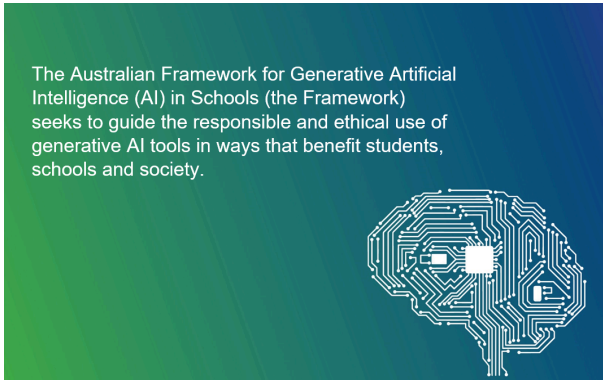 The Australian Framework for Generative Artificial
Intelligence (AI) in Schools (the Framework)
seeks to guide the responsible and ethical use of
generative AI tools in ways that benefit students,
schools and society.